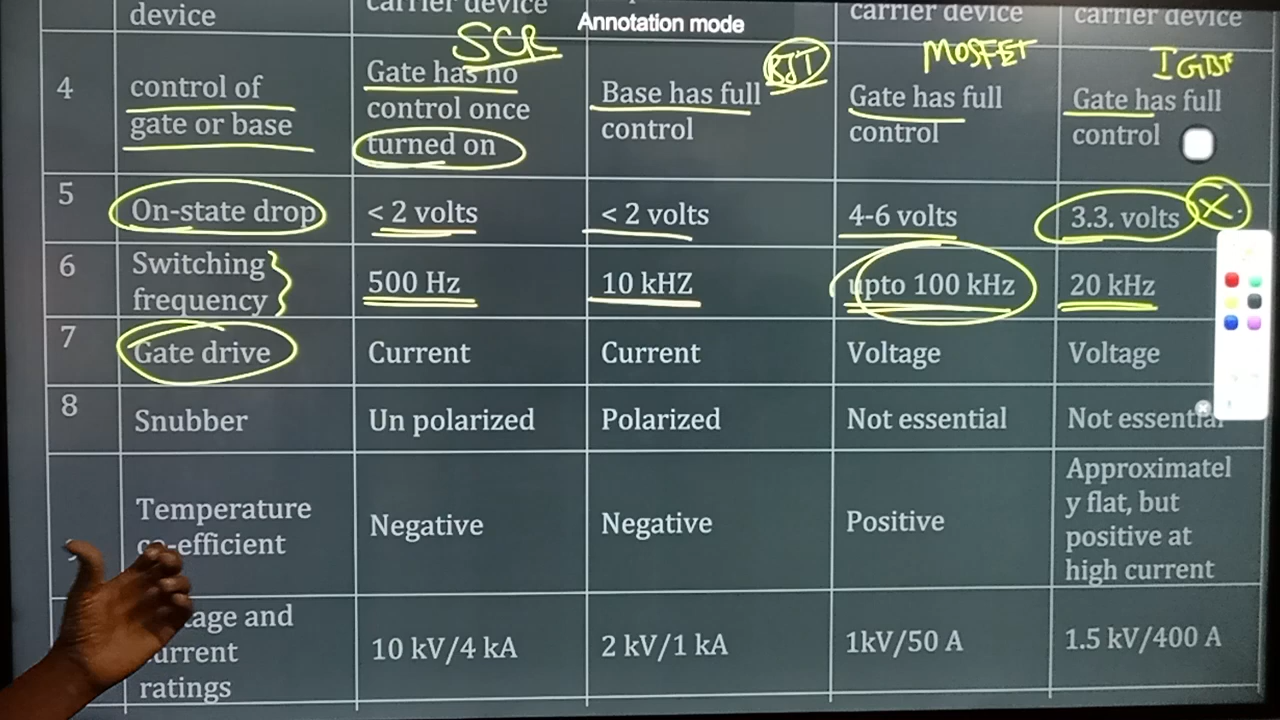 device
carrier device
Annotation mode
carrier device
carrier device
SCR
BJT
MOSFET
IGBT
4
control of
gate or base
Gate has no
control once
turned on
Base has full
control
Gate has full
control
Gate has full
control
5
On-state drop
< 2 volts
< 2 volts
4-6 volts
3.3. volts
X
6
Switching
frequency
500 Hz
10 kHZ
upto 100 kHz
20 kHz
7
Gate drive
Current
Current
Voltage
Voltage
8
Snubber
Un polarized
Polarized
Not essential
Not essential
Temperature
co-efficient
Negative
Negative
Positive
Approximatel
y flat, but
positive at
high current
and
current
ratings
10 kV/4 kA
2 kV/1 kA
1kV/50 A
1.5 kV/400 A